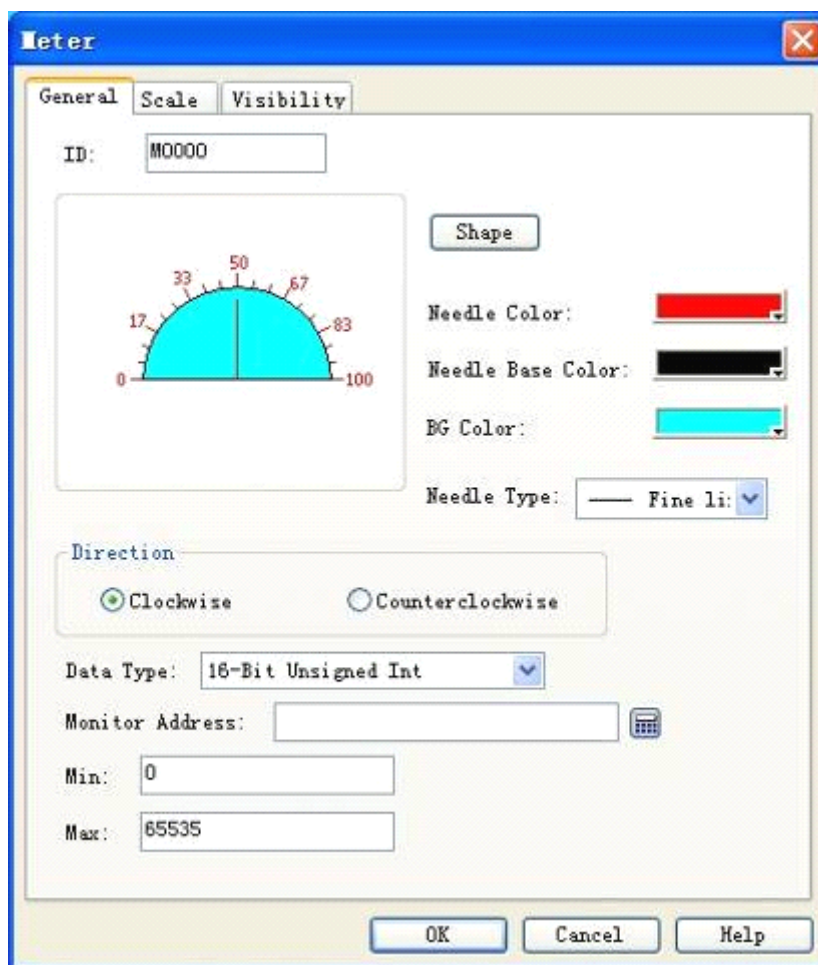 Meter
General Scale Visibility
ID: M0000
Shape
0 17 33 50 67 83 100
Needle Color:
Needle Base Color:
BG Color:
Needle Type: Fine li:
Direction
Clockwise Counterclockwise
Data Type: 16-Bit Unsigned Int
Monitor Address:
Min: 0
Max: 65535
OK Cancel Help